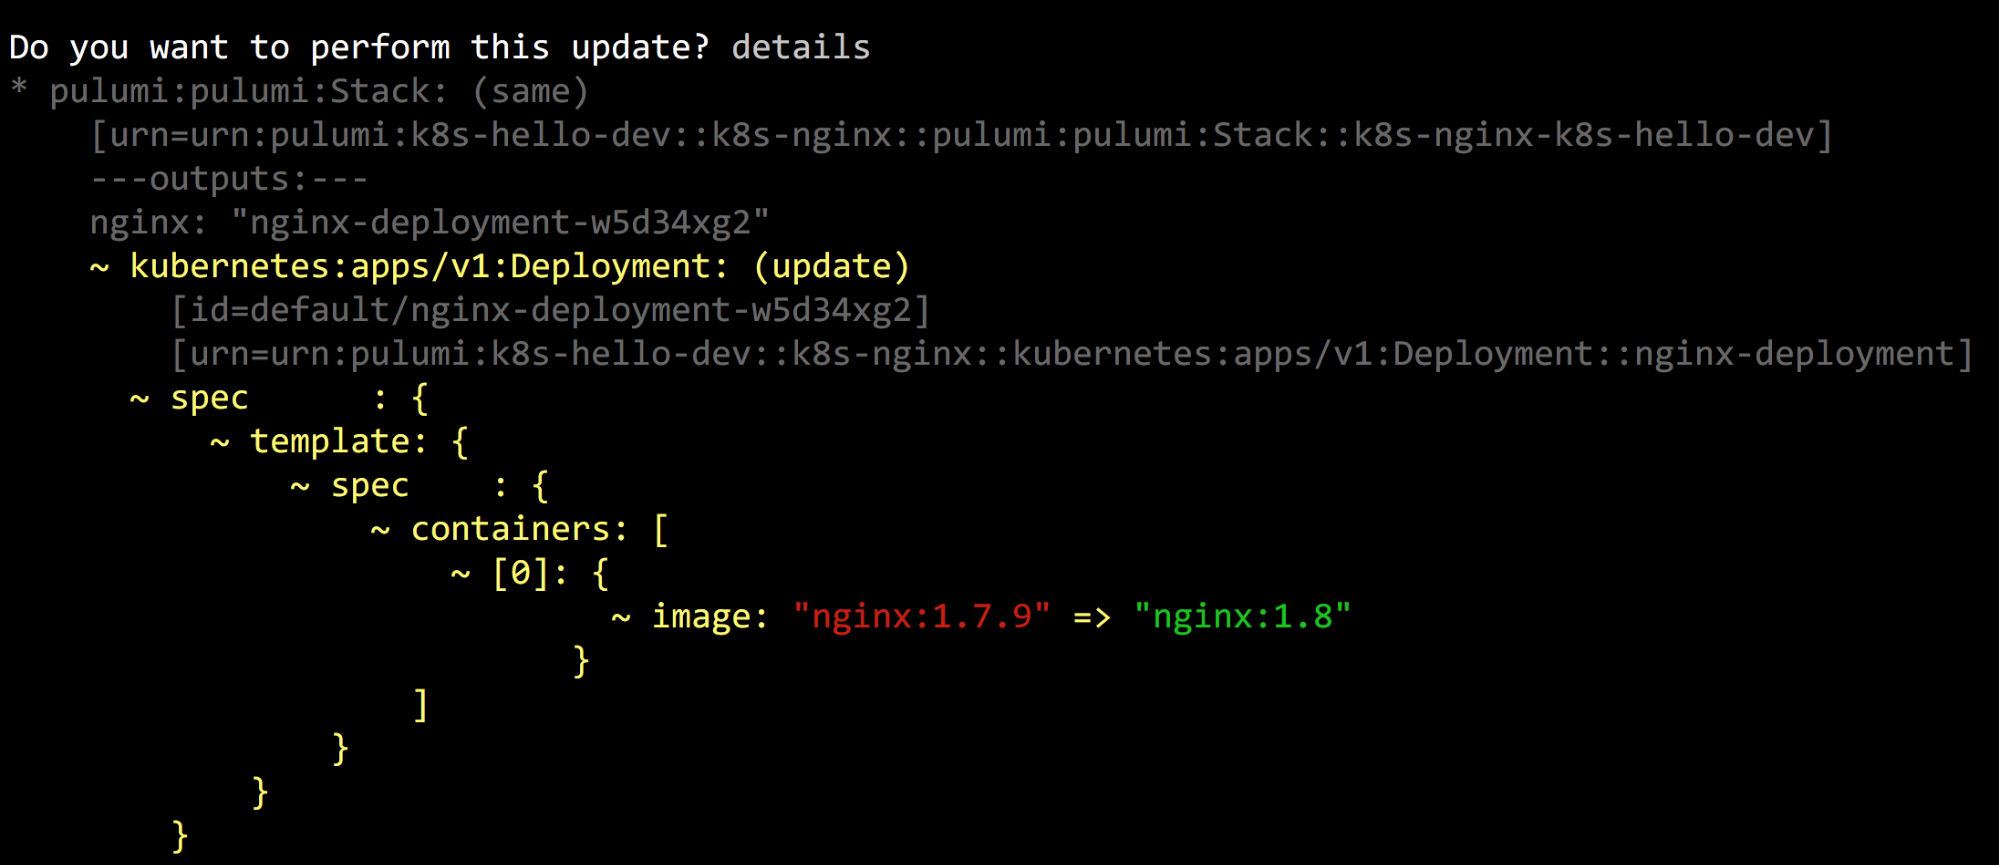 Do you want to perform this update? details
* pulumi:pulumi:Stack: (same)
    [urn=urn:pulumi:k8s-hello-dev::k8s-nginx::pulumi:pulumi:Stack::k8s-nginx-k8s-hello-dev]
    ---outputs:---
    nginx: "nginx-deployment-w5d34xg2"
    ~ kubernetes:apps/v1:Deployment: (update)
        [id=default/nginx-deployment-w5d34xg2]
        [urn=urn:pulumi:k8s-hello-dev::k8s-nginx::kubernetes:apps/v1:Deployment::nginx-deployment]
      ~ spec      : {
          ~ template: {
              ~ spec    : {
                  ~ containers: [
                      ~ [0]: {
                              ~ image: "nginx:1.7.9" => "nginx:1.8"
                            }
                    ]
                }
            }
        }